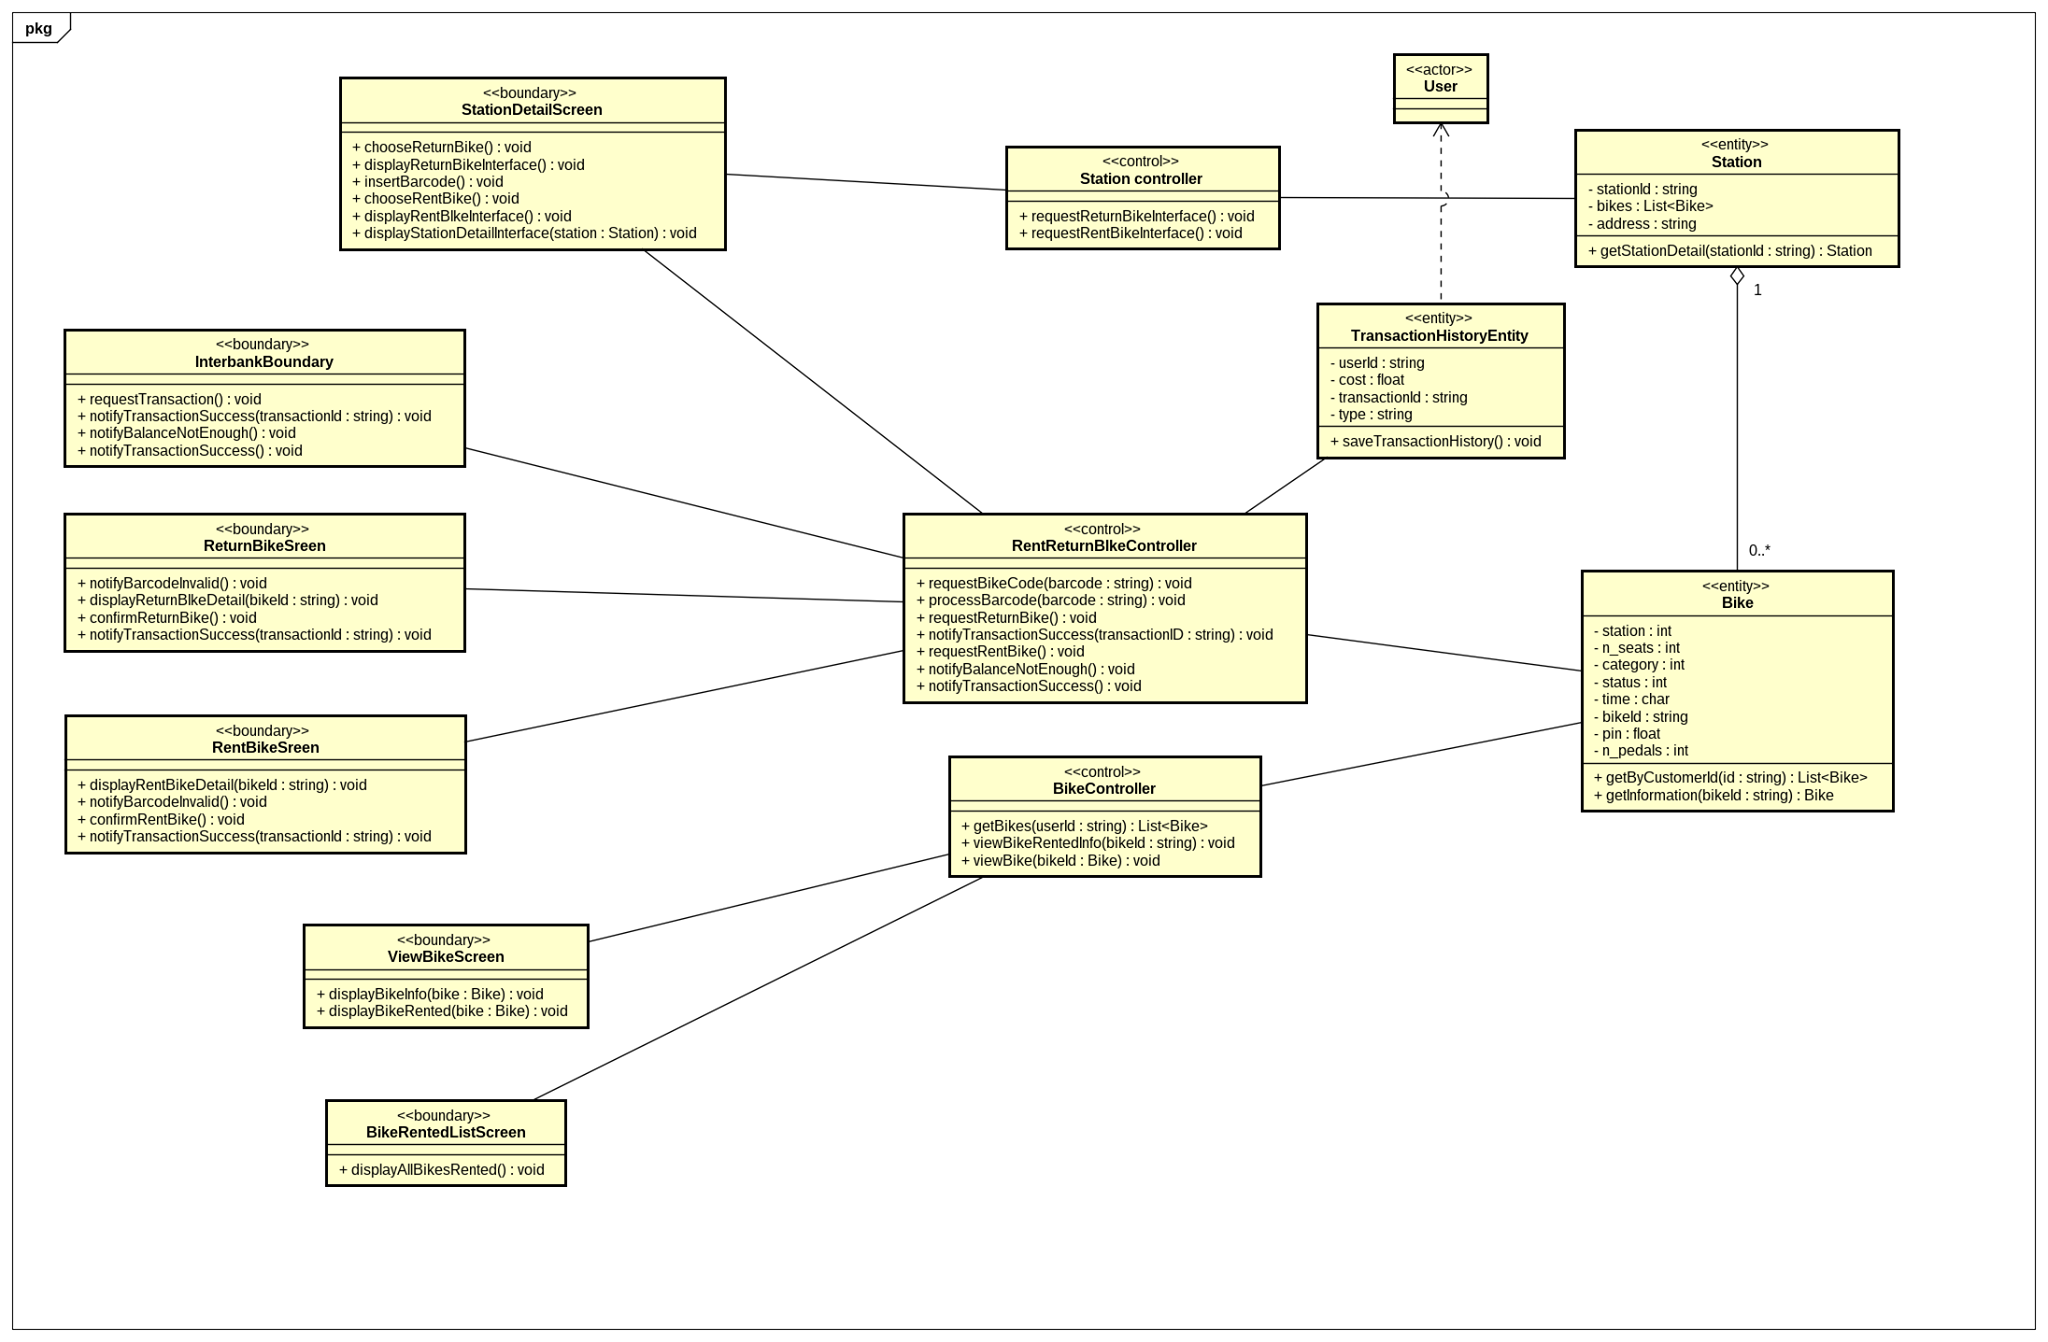 pkg
<<boundary>>
StationDetailScreen
+ chooseReturnBike() : void
+ displayReturnBikeInterface() : void
+ insertBarcode() : void
+ chooseRentBike() : void
+ displayRentBIkeInterface() : void
+ displayStationDetailInterface(station : Station) : void
<<control>>
Station controller
+ requestReturnBikeInterface() : void
+ requestRentBikeInterface() : void
<<actor>>
User
<<entity>>
Station
- stationId : string
- bikes : List<Bike>
- address : string
+ getStationDetail(stationId : string) : Station
1
0..*
<<entity>>
TransactionHistoryEntity
- userId : string
- cost : float
- transactionId : string
- type : string
+ saveTransactionHistory() : void
<<boundary>>
InterbankBoundary
+ requestTransaction() : void
+ notifyTransactionSuccess(transactionId : string) : void
+ notifyBalanceNotEnough() : void
+ notifyTransactionSuccess() : void
<<boundary>>
ReturnBikeSreen
+ notifyBarcodeInvalid() : void
+ displayReturnBIkeDetail(bikeId : string) : void
+ confirmReturnBike() : void
+ notifyTransactionSuccess(transactionId : string) : void
<<control>>
RentReturnBIkeController
+ requestBikeCode(barcode : string) : void
+ processBarcode(barcode : string) : void
+ requestReturnBike() : void
+ notifyTransactionSuccess(transactionID : string) : void
+ requestRentBike() : void
+ notifyBalanceNotEnough() : void
+ notifyTransactionSuccess() : void
<<entity>>
Bike
- station : int
- n_seats : int
- category : int
- status : int
- time : char
- bikeId : string
- pin : float
- n_pedals : int
+ getByCustomerId(id : string) : List<Bike>
+ getInformation(bikeId : string) : Bike
<<boundary>>
RentBikeSreen
+ displayRentBikeDetail(bikeId : string) : void
+ notifyBarcodeInvalid() : void
+ confirmRentBike() : void
+ notifyTransactionSuccess(transactionId : string) : void
<<control>>
BikeController
+ getBikes(userId : string) : List<Bike>
+ viewBikeRentedInfo(bikeId : string) : void
+ viewBike(bikeId : Bike) : void
<<boundary>>
ViewBikeScreen
+ displayBikeInfo(bike : Bike) : void
+ displayBikeRented(bike : Bike) : void
<<boundary>>
BikeRentedListScreen
+ displayAllBikesRented() : void